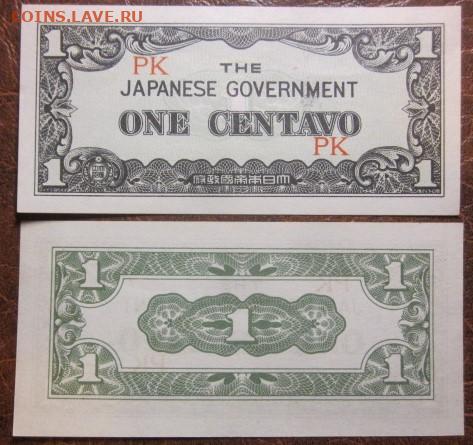 COINS.LAVE.РУ
1 1
PK THE
JAPANESE GOVERNMENT
ONE CENTAVO
PK
1 1
府政國帝本日大
1 1
1
1 1